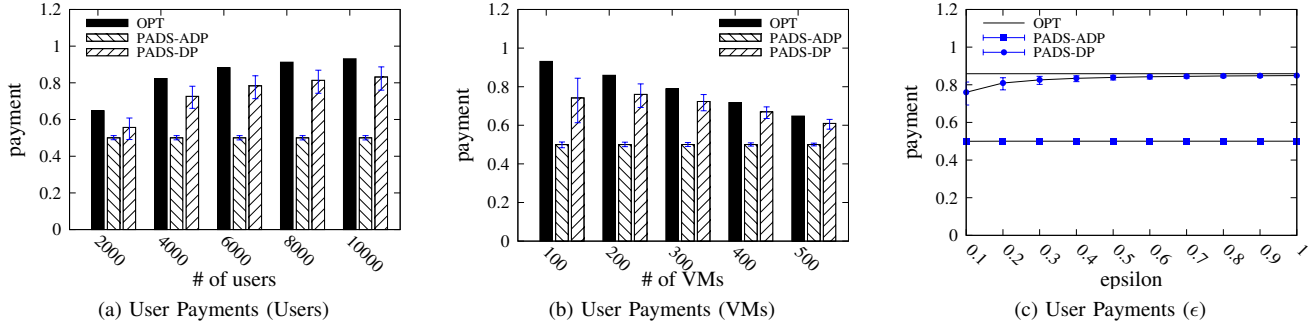 OPT
PADS-ADP
PADS-DP
payment
1.2
1
0.8
0.6
0.4
0.2
0
2000
4000
6000
8000
10000
# of users
(a) User Payments (Users)
OPT
PADS-ADP
PADS-DP
payment
1.2
1
0.8
0.6
0.4
0.2
0
100
200
300
400
500
# of VMs
(b) User Payments (VMs)
OPT
PADS-ADP
PADS-DP
payment
1.2
1
0.8
0.6
0.4
0.2
0
0.1
0.2
0.3
0.4
0.5
0.6
0.7
0.8
0.9
1
epsilon
(c) User Payments (ϵ)